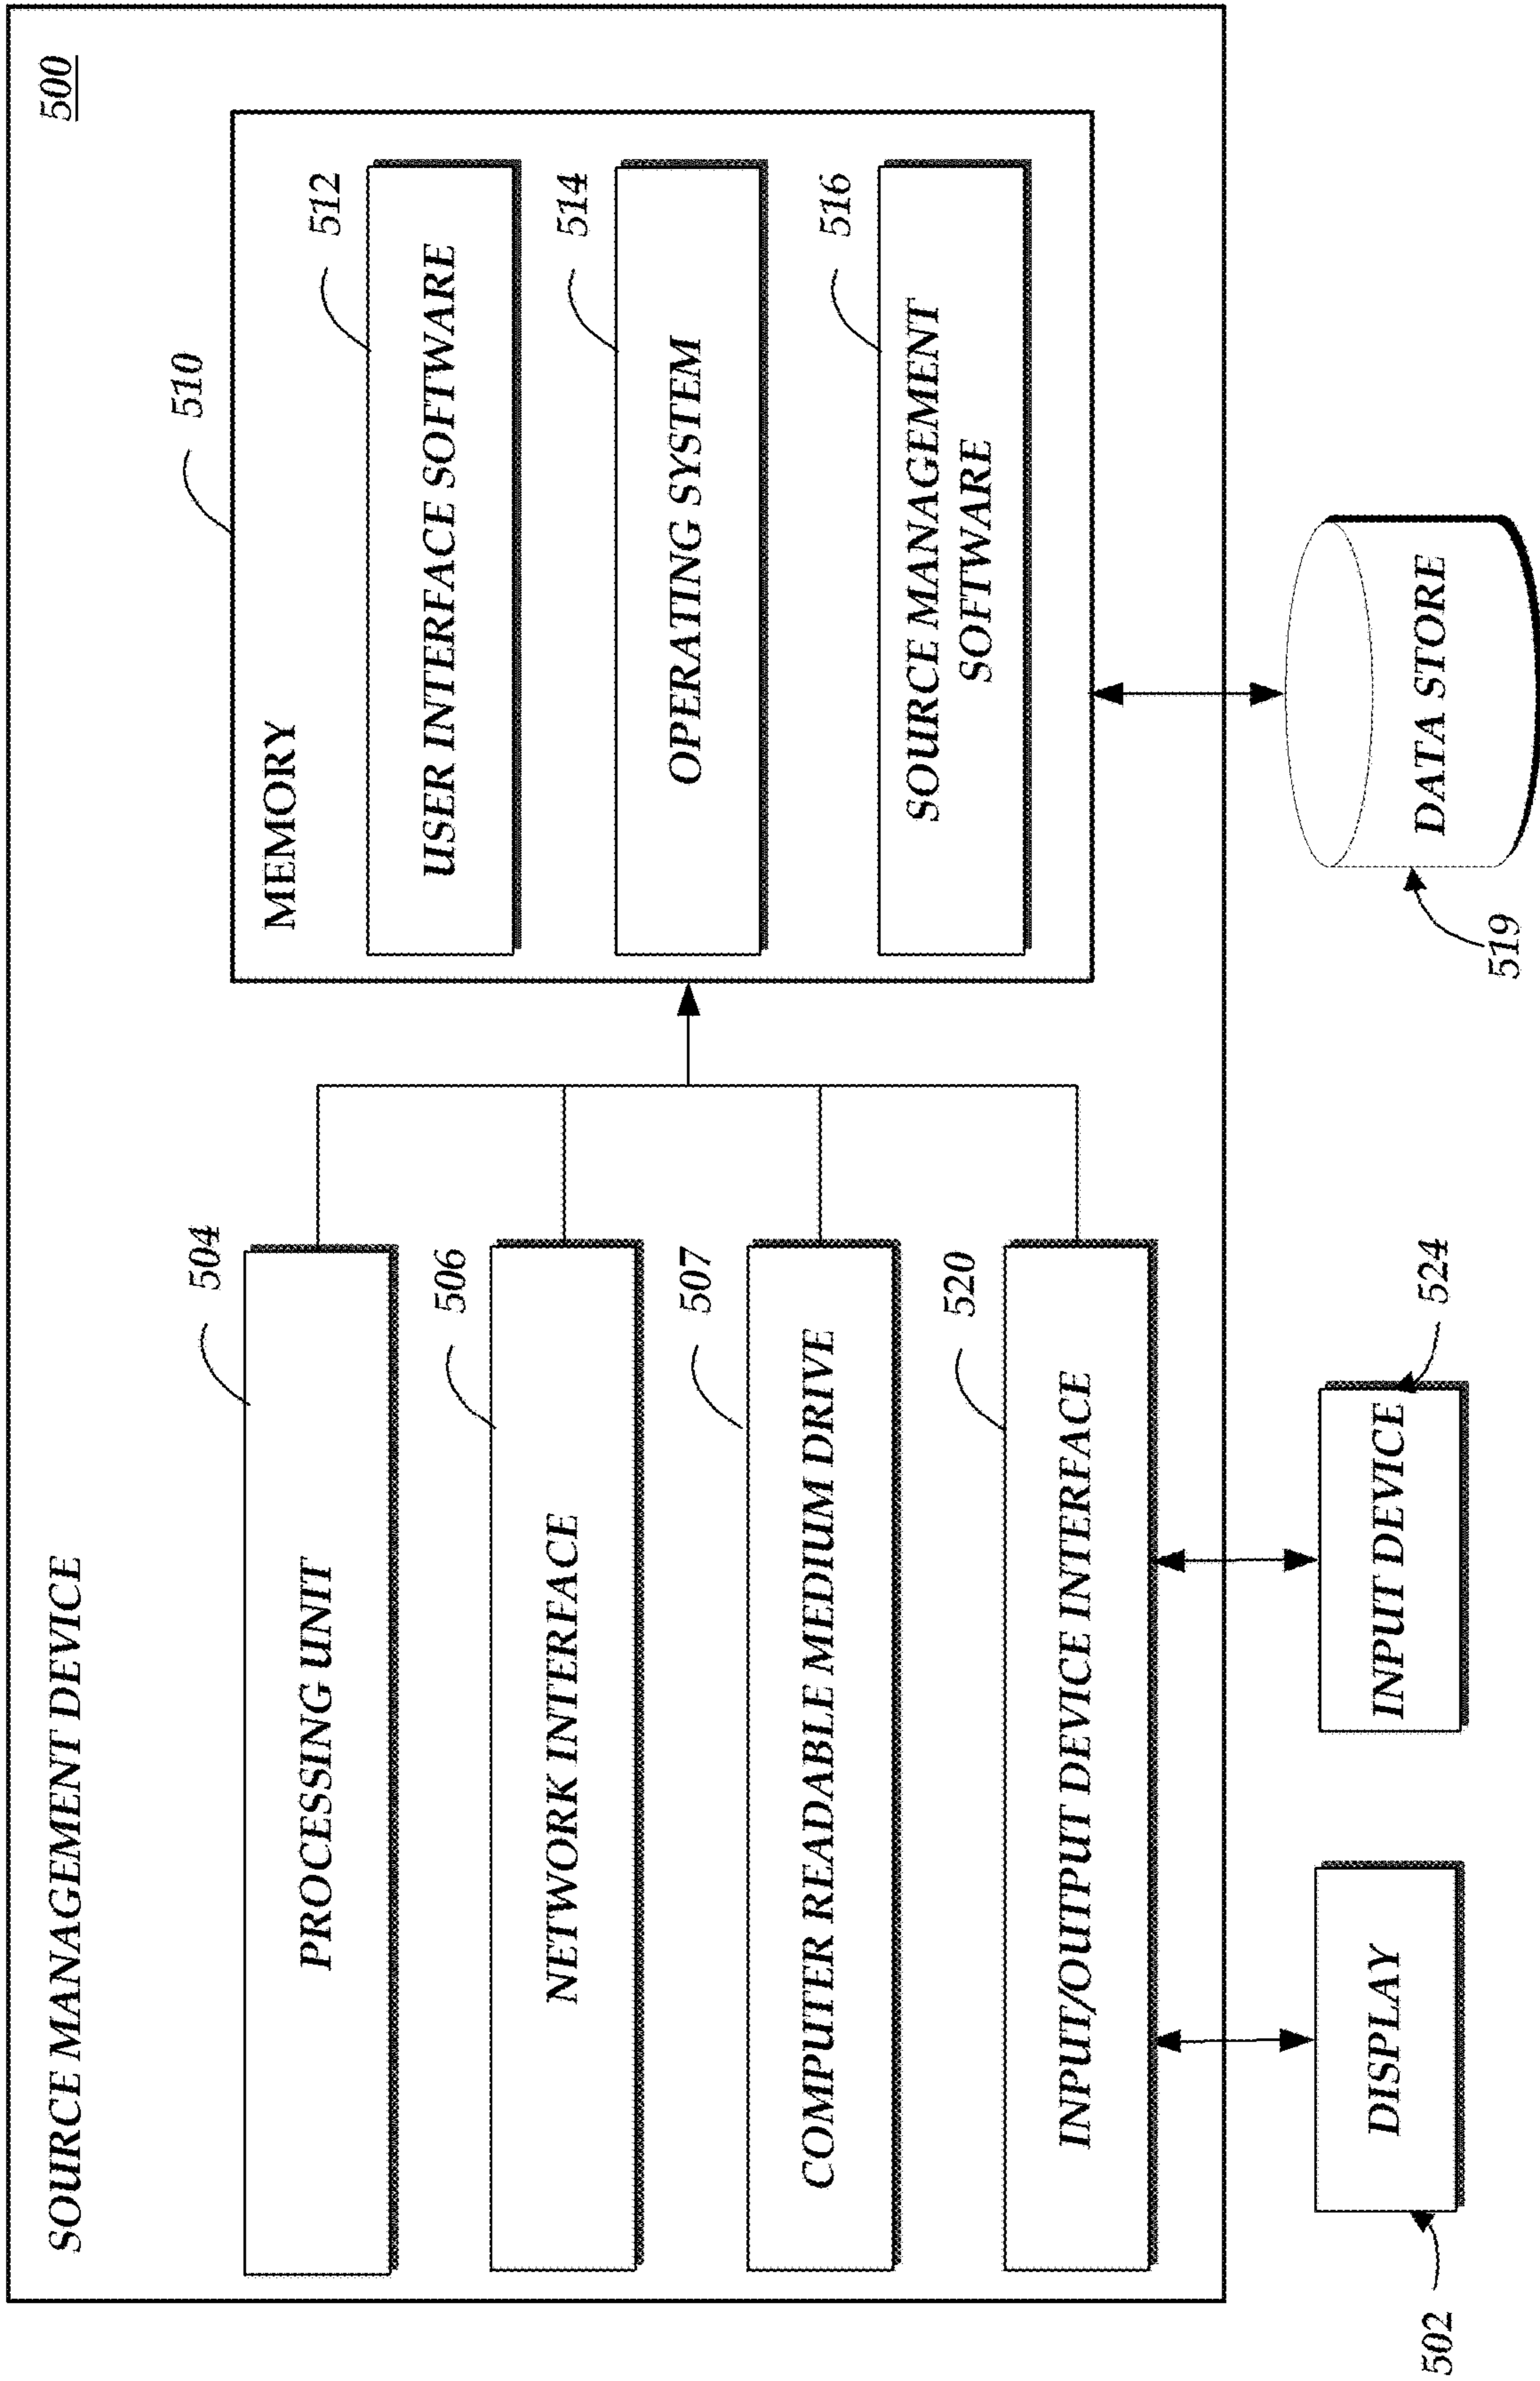 SOURCE MANAGEMENT DEVICE
500
504
PROCESSING UNIT
506
NETWORK INTERFACE
507
COMPUTER READABLE MEDIUM DRIVE
520
INPUT/OUTPUT DEVICE INTERFACE
510
MEMORY
512
USER INTERFACE SOFTWARE
514
OPERATING SYSTEM
516
SOURCE MANAGEMENT
SOFTWARE
502
DISPLAY
524
INPUT DEVICE
519
DATA STORE